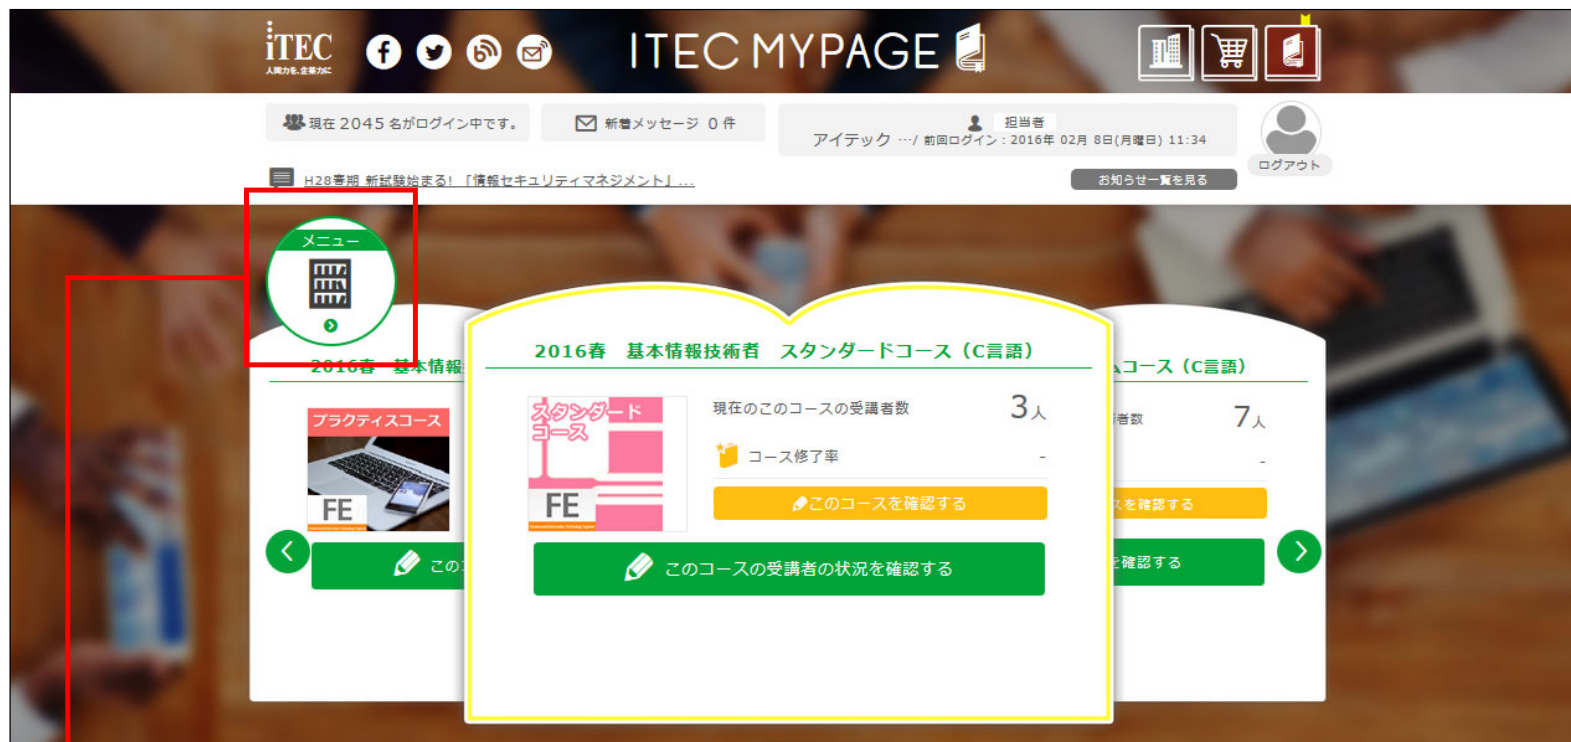 iTEC
人間力を、企業力に
ITEC MYPAGE
現在 2045 名がログイン中です。
新着メッセージ 0 件
担当者
アイテック …/ 前回ログイン : 2016年 02月 8日(月曜日) 11:34
ログアウト
H28春期 新試験始まる! 「情報セキュリティマネジメント」...
お知らせ一覧を見る
メニュー
2016春 基本情報
プラクティスコース
FE
この
2016春 基本情報技術者 スタンダードコース（C言語）
スタンダード
コース
FE
現在のこのコースの受講者数 3人
コース修了率 -
このコースを確認する
このコースの受講者の状況を確認する
コース（C言語）
者数 7人
-
を確認する
確認する